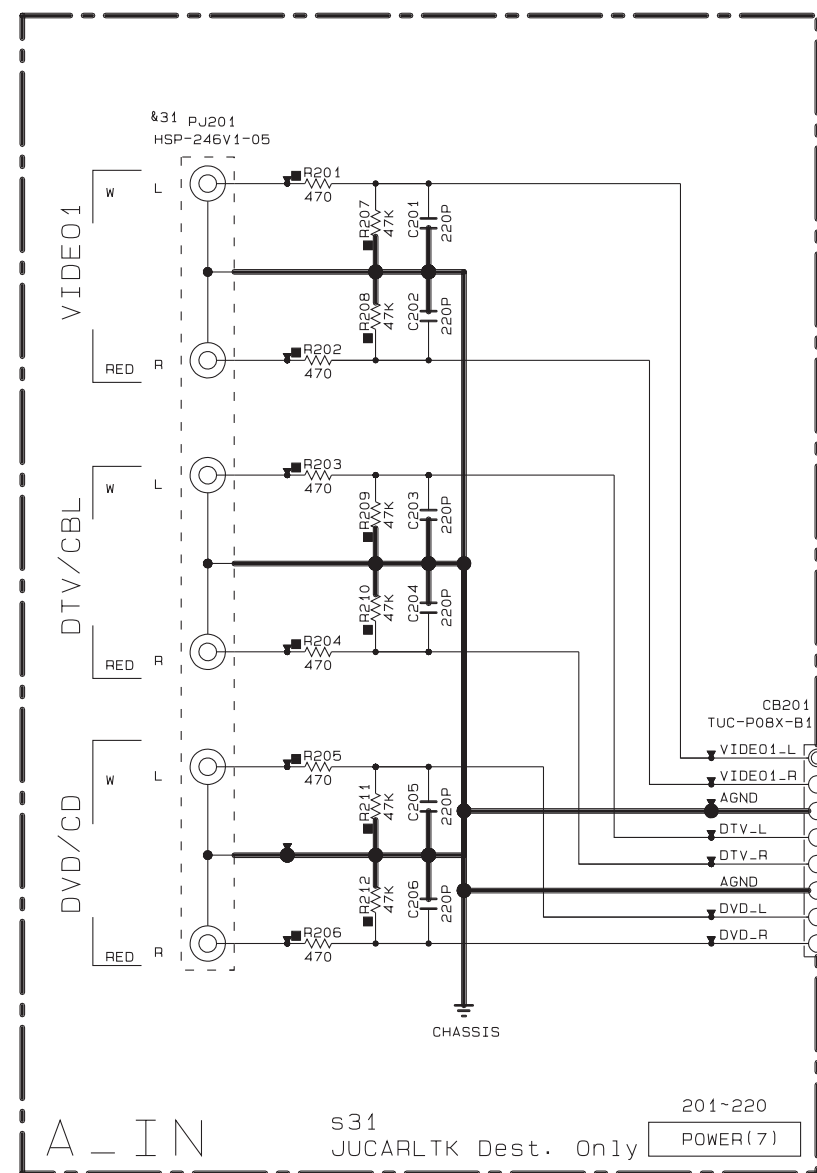 &31 PJ201
HSP-246V1-05
VIDEO1
W L
R201
470
R207
47K
C201
220P
R208
47K
C202
220P
RED R
R202
470
DTV/CBL
W L
R203
470
R209
47K
C203
220P
R210
47K
C204
220P
RED R
R204
470
CB201
TUC-P08X-B1
VIDEO1_L
VIDEO1_R
AGND
DTV_L
DTV_R
AGND
DVD_L
DVD_R
DVD/CD
W L
R205
470
R211
47K
C205
220P
R212
47K
C206
220P
RED R
R206
470
CHASSIS
A_IN
s31
JUCARLTK Dest. Only
201~220
POWER(7)